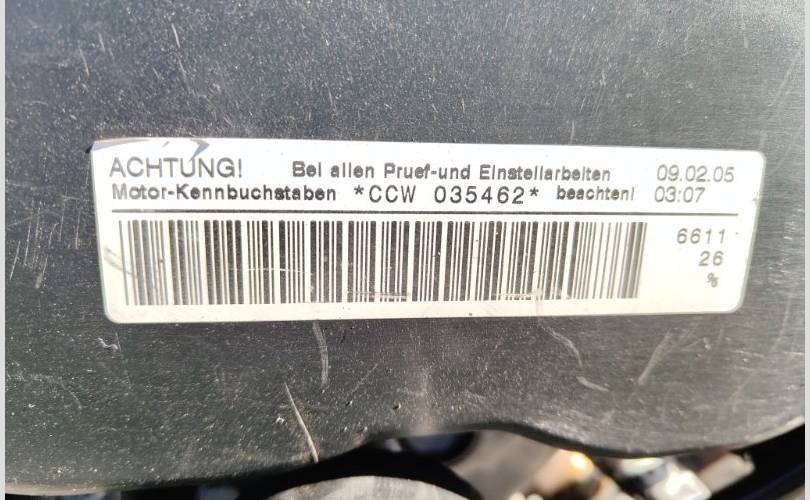 ACHTUNG! Bei allen Pruef-und Einstellarbeiten 09.02.05
Motor-Kennbuchstaben *CCW 035462* beachten! 03:07
6611
26
%